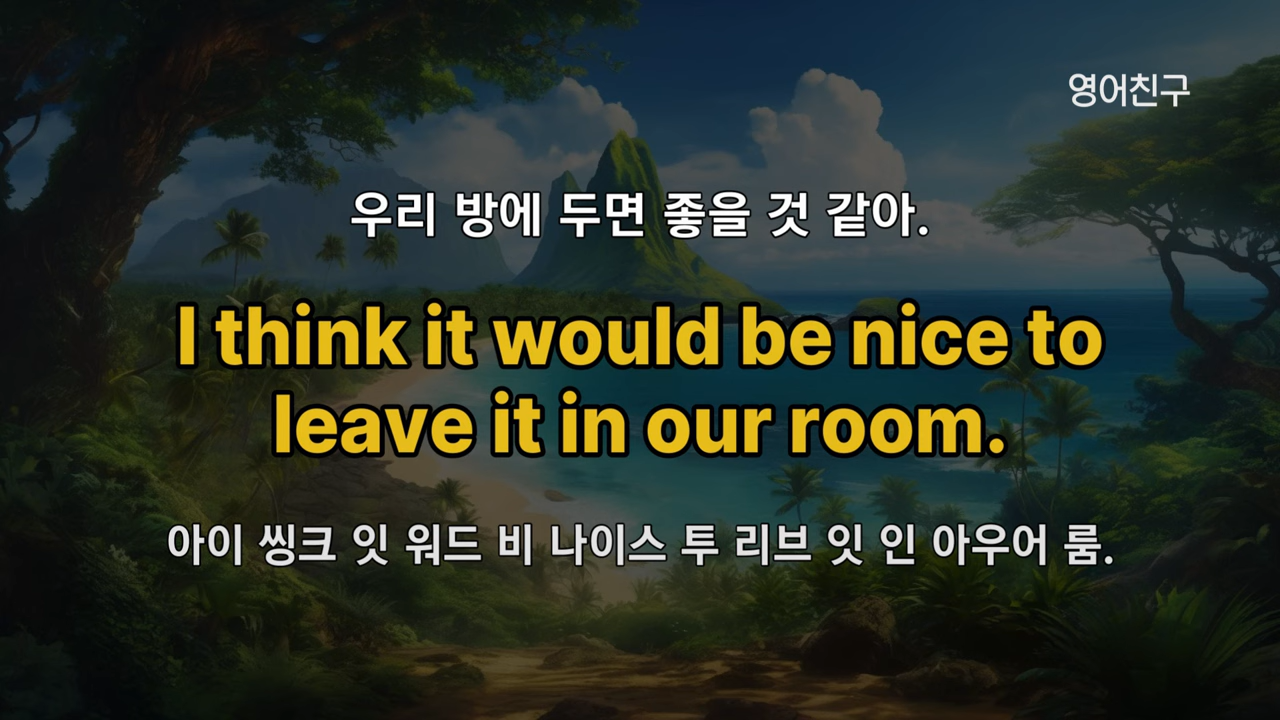 영어친구
우리 방에 두면 좋을 것 같아.
I think it would be nice to
leave it in our room.
아이 씽크 잇 워드 비 나이스 투 리브 잇 인 아우어 룸.